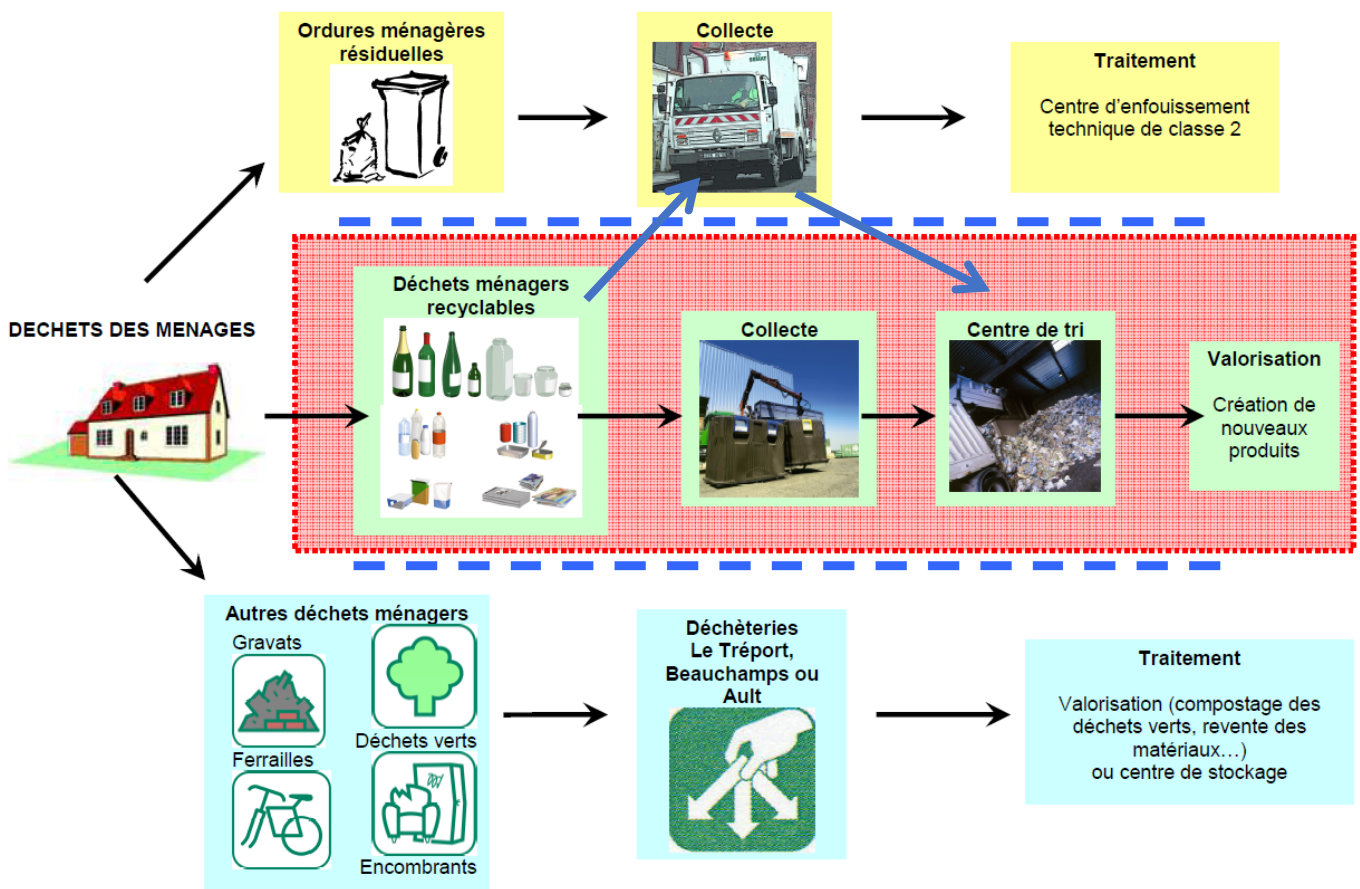 Ordures ménagères
résiduelles
Collecte
Traitement
Centre d'enfouissement
technique de classe 2
DECHETS DES MENAGES
Déchets ménagers
recyclables
Collecte
Centre de tri
Valorisation
Création de
nouveaux
produits
Autres déchets ménagers
Gravats
Déchets verts
Ferrailles
Encombrants
Déchèteries
Le Tréport,
Beauchamps ou
Ault
Traitement
Valorisation (compostage des
déchets verts, revente des
matériaux…)
ou centre de stockage